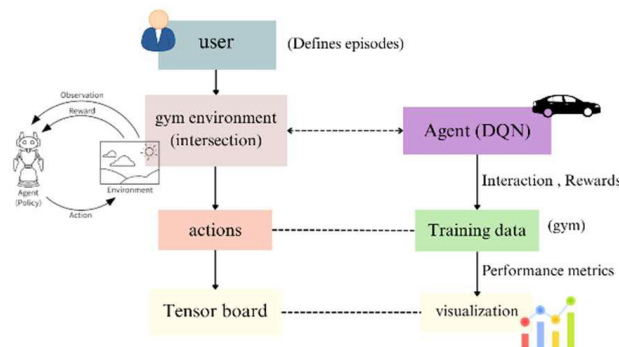 user
(Defines episodes)
Observation
Reward
gym environment
(intersection)
Agent (DQN)
Agent
(Policy)
Environment
Action
Interaction , Rewards
actions
Training data
(gym)
Performance metrics
Tensor board
visualization